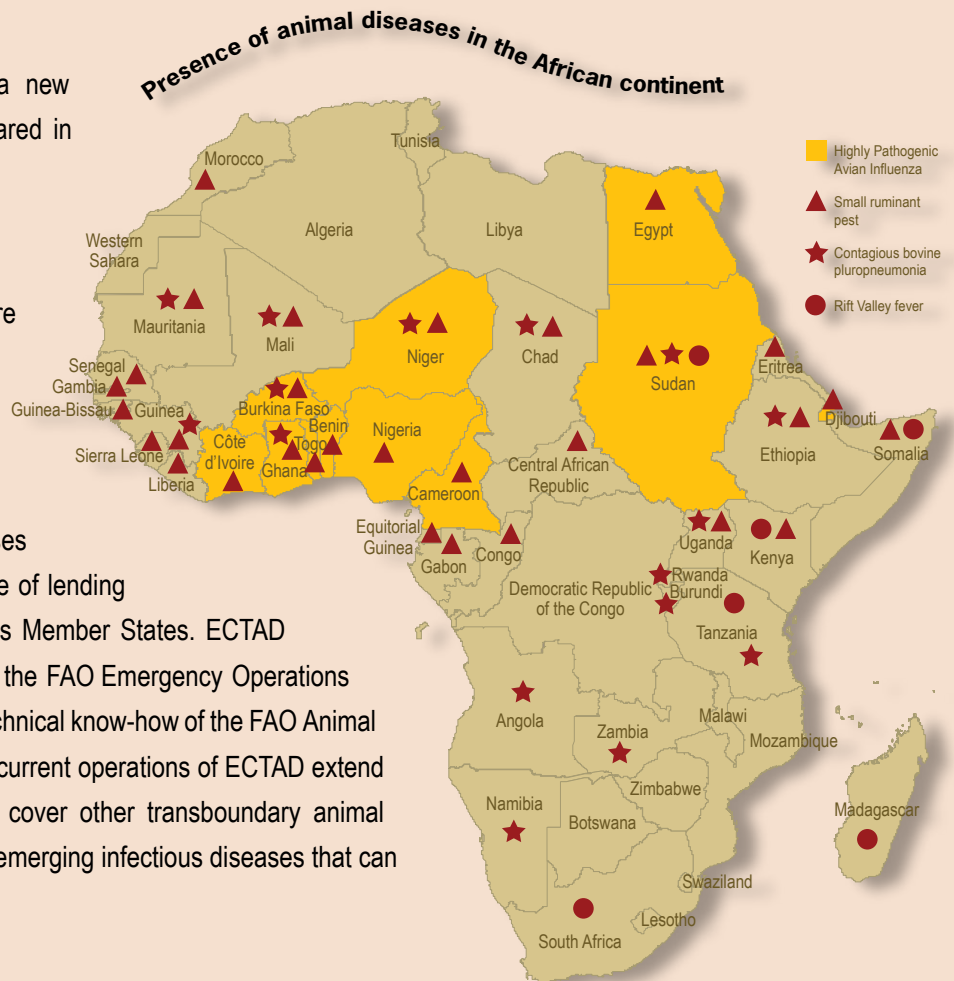 Presence of animal diseases in the African continent
a new
ared in
re
ses
e of lending
s Member States. ECTAD
the FAO Emergency Operations
chnical know-how of the FAO Animal
current operations of ECTAD extend
cover other transboundary animal
emerging infectious diseases that can
Highly Pathogenic
Avian Influenza
Small ruminant
pest
Contagious bovine
pluropneumonia
Rift Valley fever
Tunisia
Morocco
Algeria
Libya
Egypt
Western
Sahara
Mauritania
Mali
Niger
Chad
Sudan
Eritrea
Senegal
Gambia
Guinea-Bissau
Guinea
Burkina Faso
Benin
Nigeria
Djibouti
Sierra Leone
Côte
d'Ivoire
Ghana
Togo
Liberia
Cameroon
Central African
Republic
Ethiopia
Somalia
Equitorial
Guinea
Gabon
Congo
Uganda
Kenya
Democratic Republic
of the Congo
Rwanda
Burundi
Tanzania
Angola
Zambia
Malawi
Mozambique
Namibia
Botswana
Zimbabwe
Madagascar
Swaziland
Lesotho
South Africa